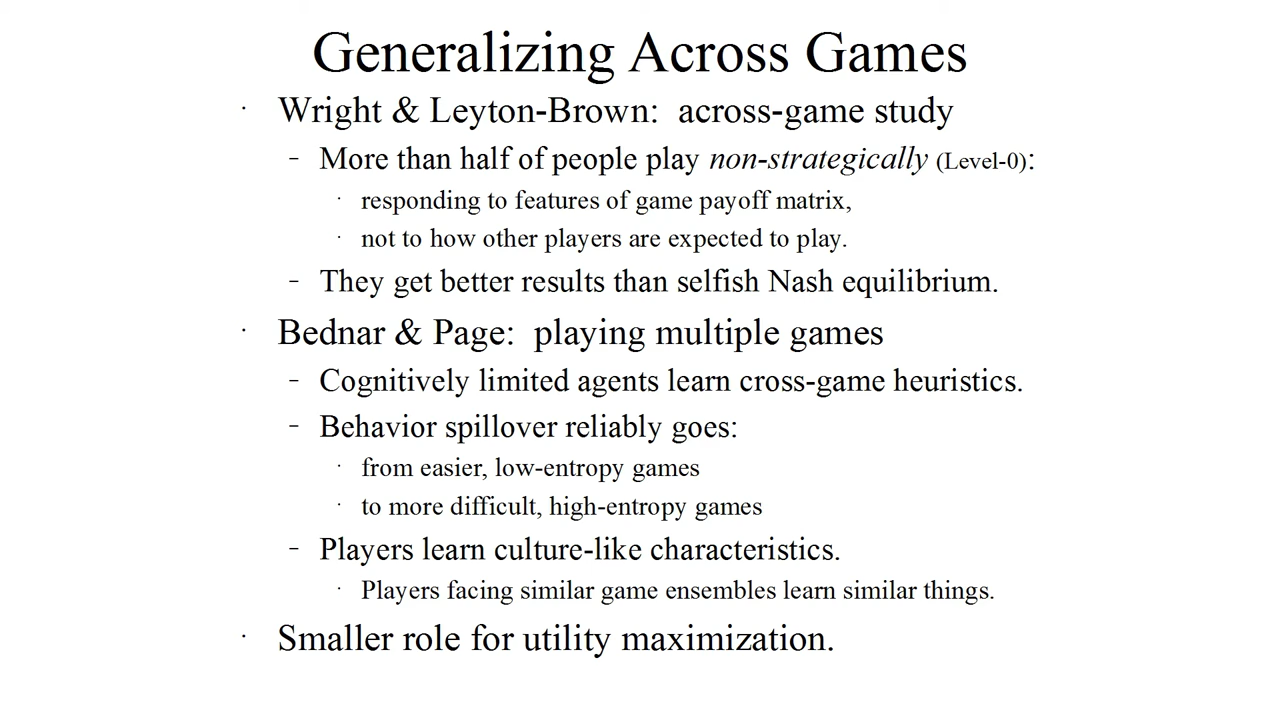 Generalizing Across Games
· Wright & Leyton-Brown: across-game study
– More than half of people play non-strategically (Level-0):
· responding to features of game payoff matrix,
· not to how other players are expected to play.
– They get better results than selfish Nash equilibrium.
· Bednar & Page: playing multiple games
– Cognitively limited agents learn cross-game heuristics.
– Behavior spillover reliably goes:
· from easier, low-entropy games
· to more difficult, high-entropy games
– Players learn culture-like characteristics.
· Players facing similar game ensembles learn similar things.
· Smaller role for utility maximization.